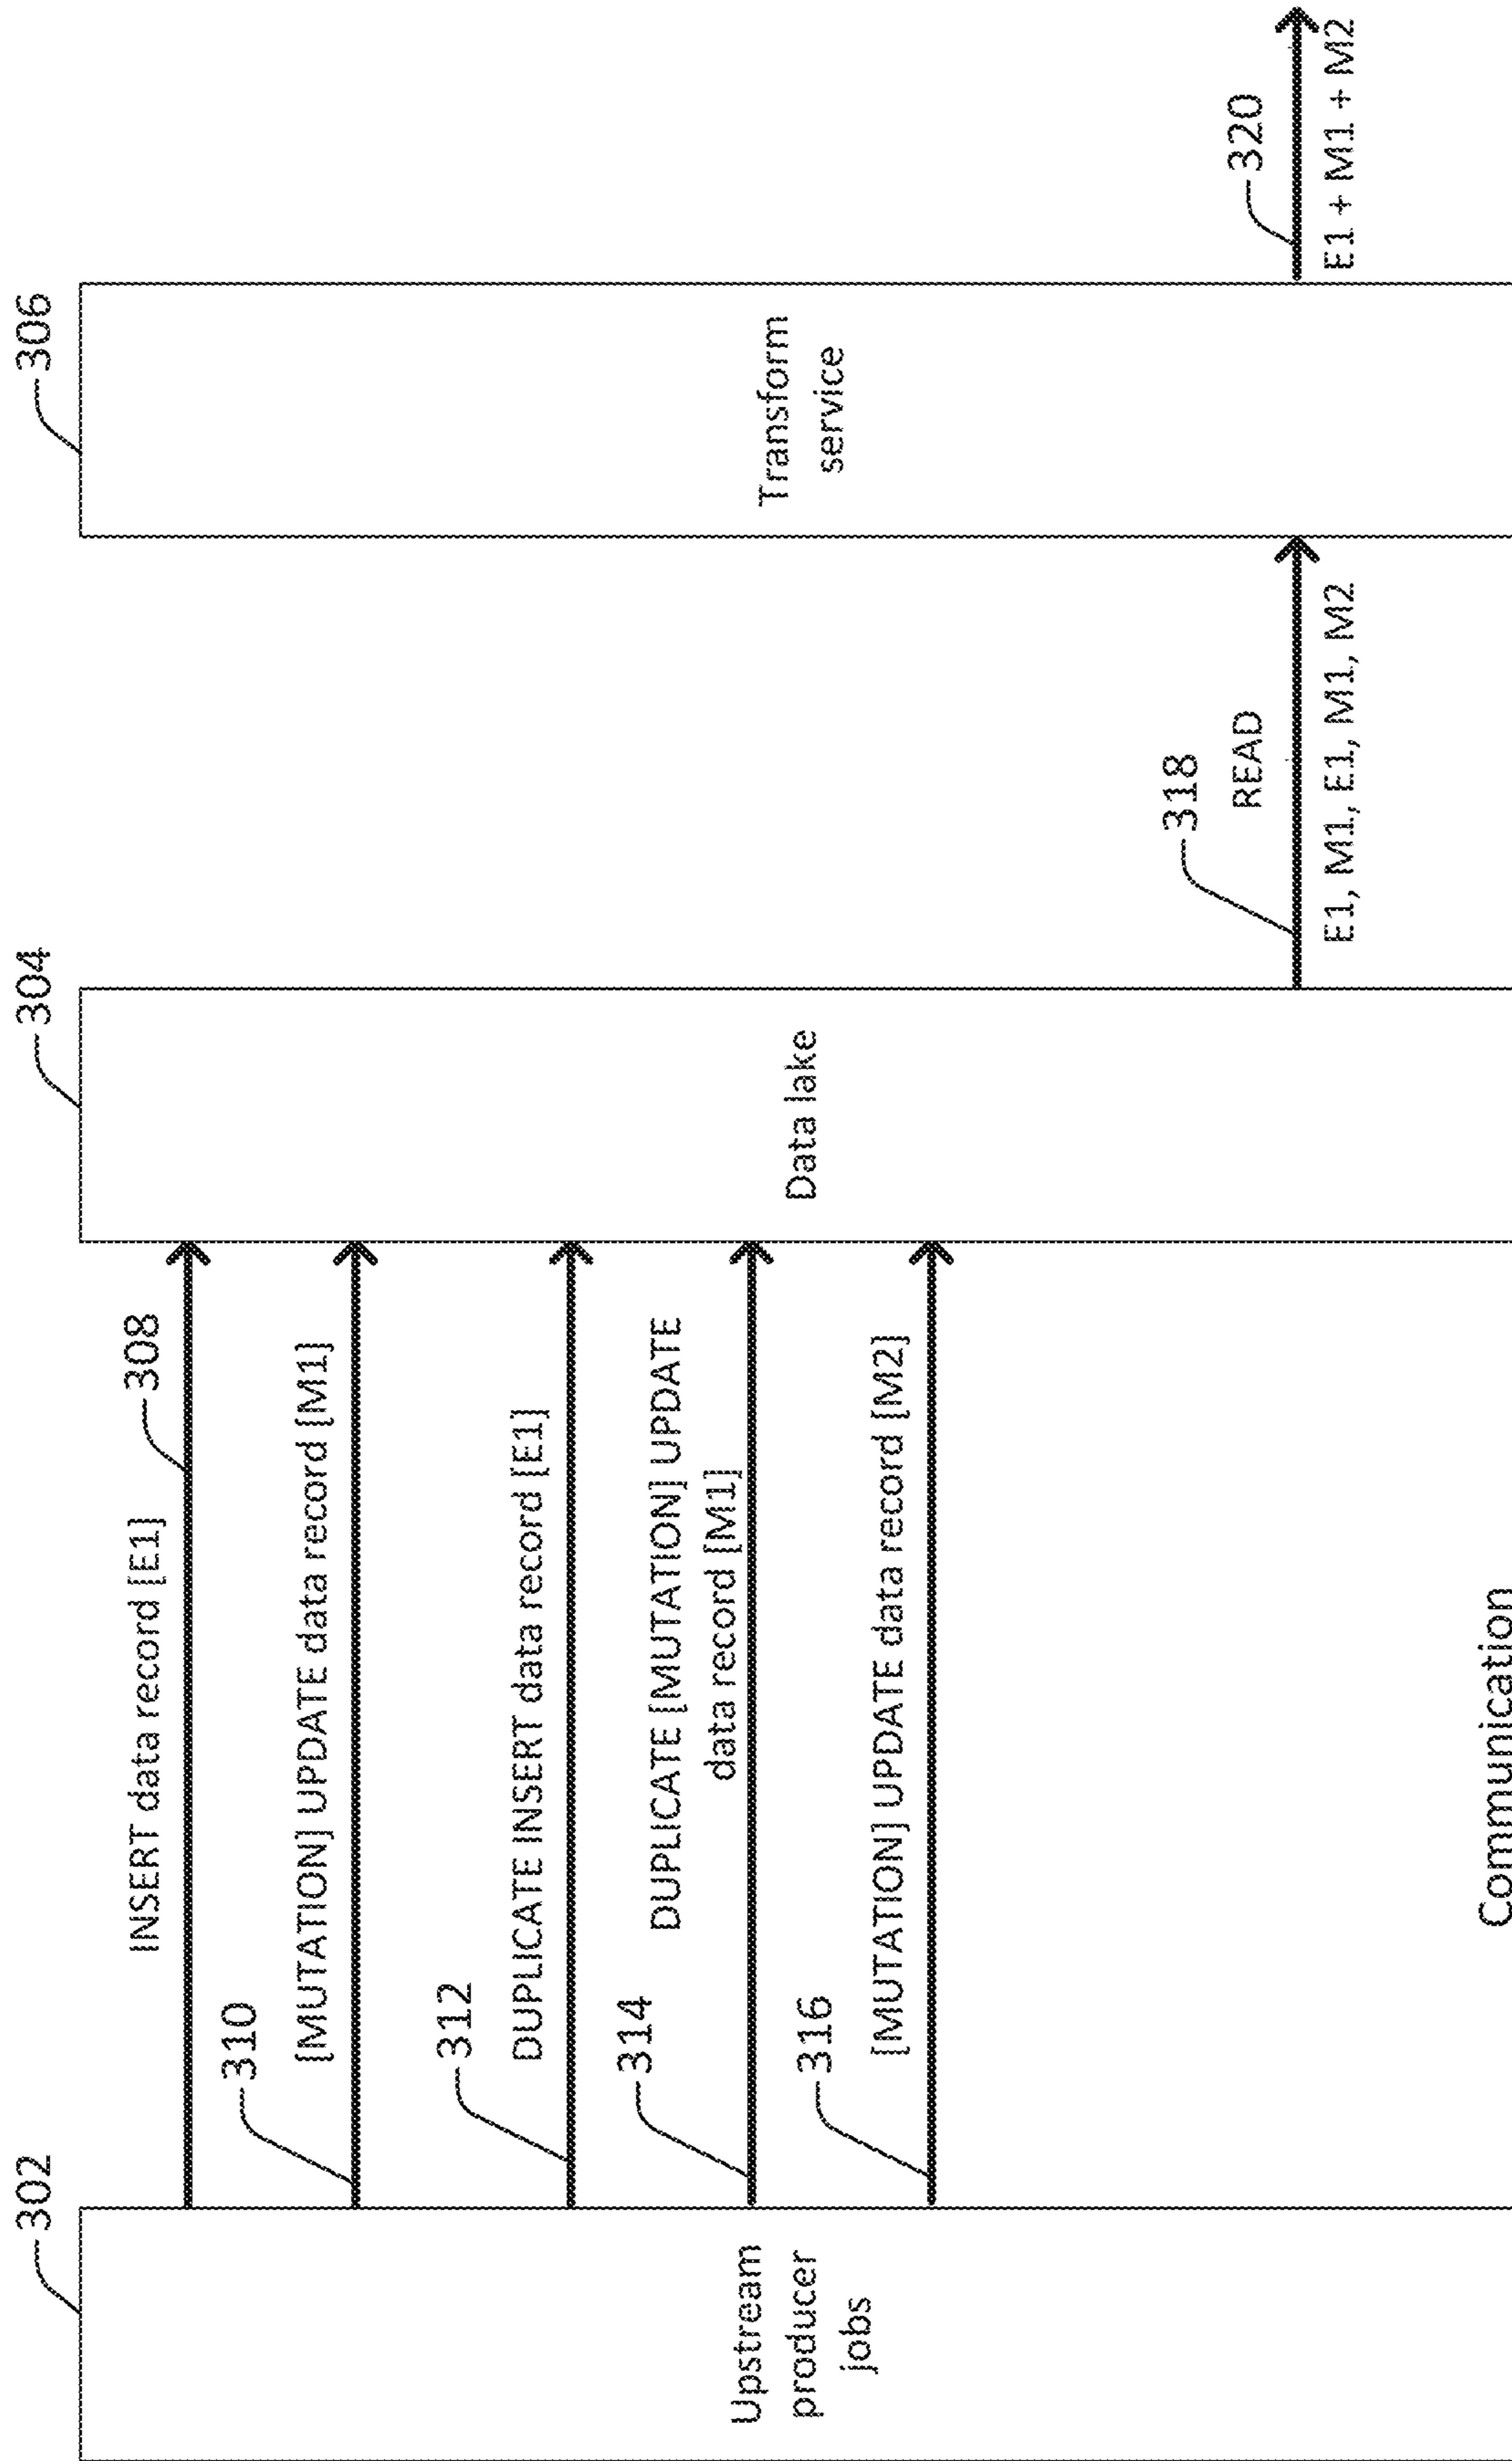 302
304
306
Upstream
producer
jobs
Data lake
Transform
service
INSERT data record [E1]
308
310
[MUTATION] UPDATE data record [M1]
312
DUPLICATE INSERT data record [E1]
314
DUPLICATE [MUTATION] UPDATE
data record [M1]
316
[MUTATION] UPDATE data record [M2]
318
READ
E1, M1, E1, M1, M2
320
E1 + M1 + M2
Communication